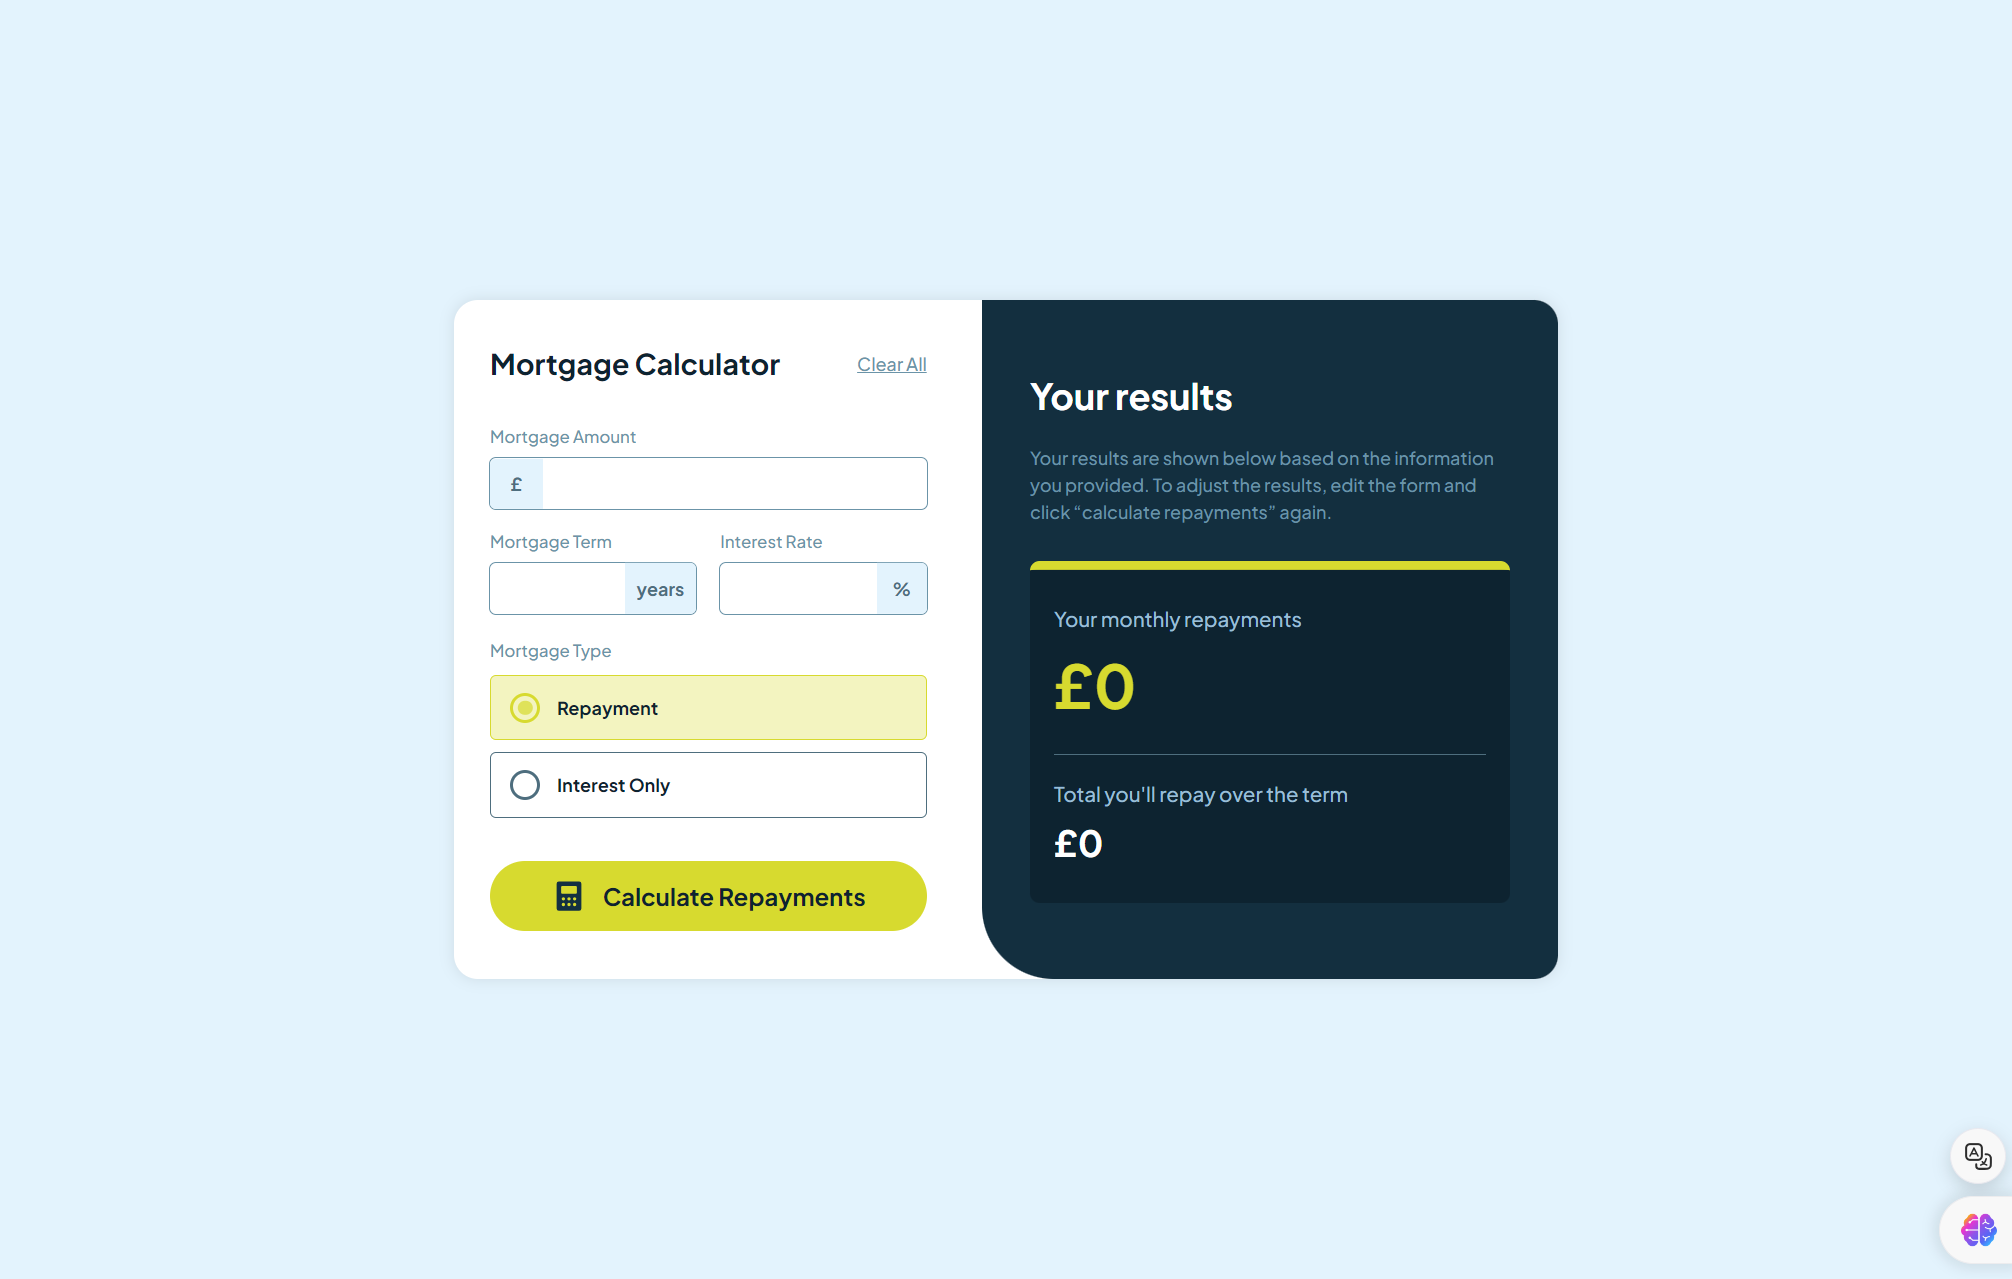 Mortgage Calculator
Clear All
Mortgage Amount
£
Mortgage Term
Interest Rate
years
%
Mortgage Type
Repayment
Interest Only
Calculate Repayments
Your results
Your results are shown below based on the information
you provided. To adjust the results, edit the form and
click “calculate repayments” again.
Your monthly repayments
£0
Total you'll repay over the term
£0